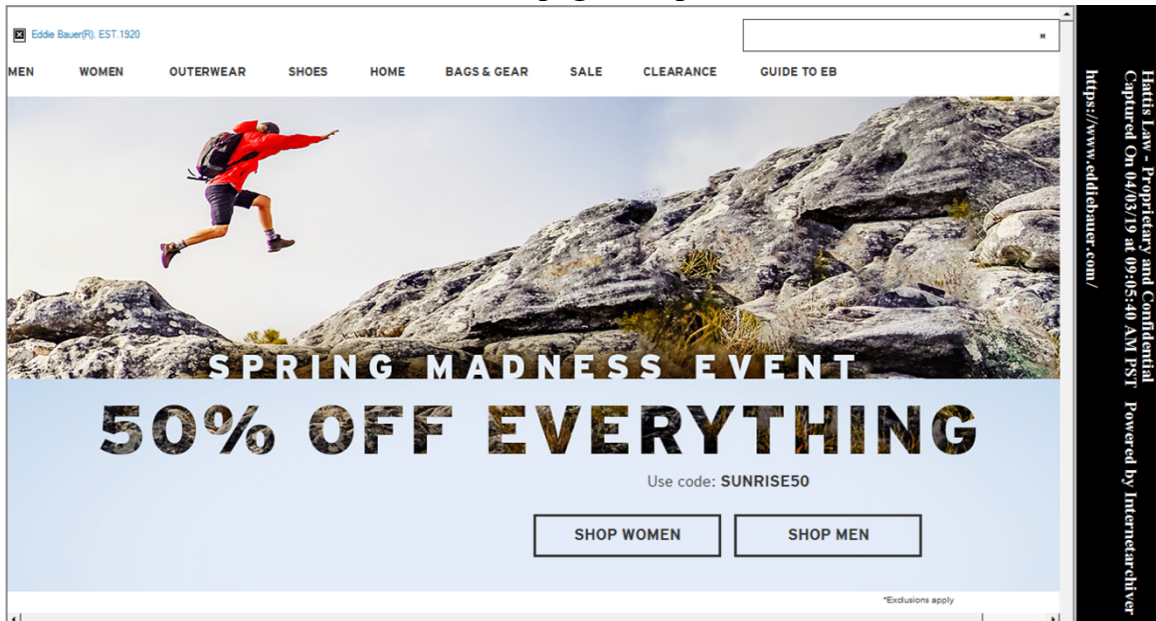 Eddie Bauer(R). EST.1920
MEN WOMEN OUTERWEAR SHOES HOME BAGS & GEAR SALE CLEARANCE GUIDE TO EB
SPRING MADNESS EVENT
50% OFF EVERYTHING
Use code: SUNRISE50
SHOP WOMEN SHOP MEN
*Exclusions apply
Hattis Law - Proprietary and Confidential
Captured On 04/03/19 at 09:05:40 AM PST Powered by Internetarchiver
https://www.eddiebauer.com/